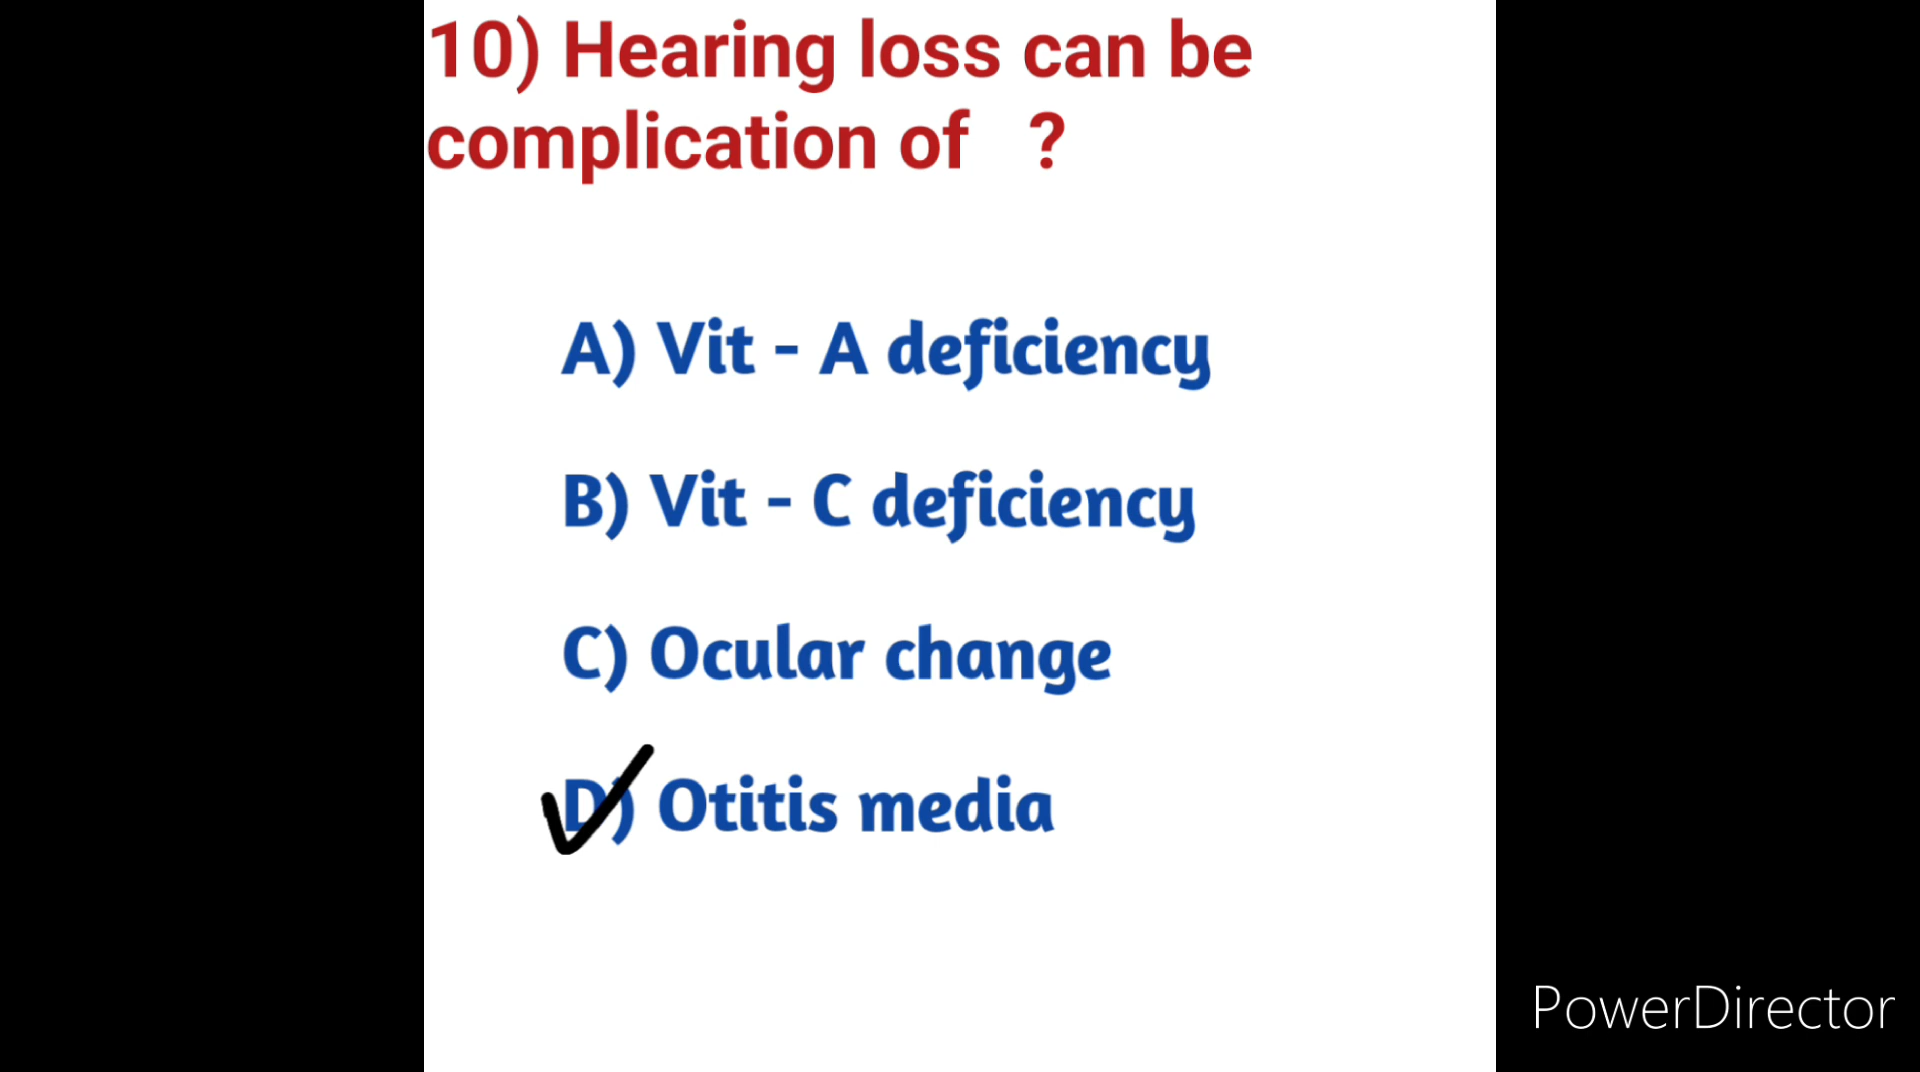 10) Hearing loss can be
complication of ?
A) Vit - A deficiency
B) Vit - C deficiency
C) Ocular change
D) Otitis media
PowerDirector